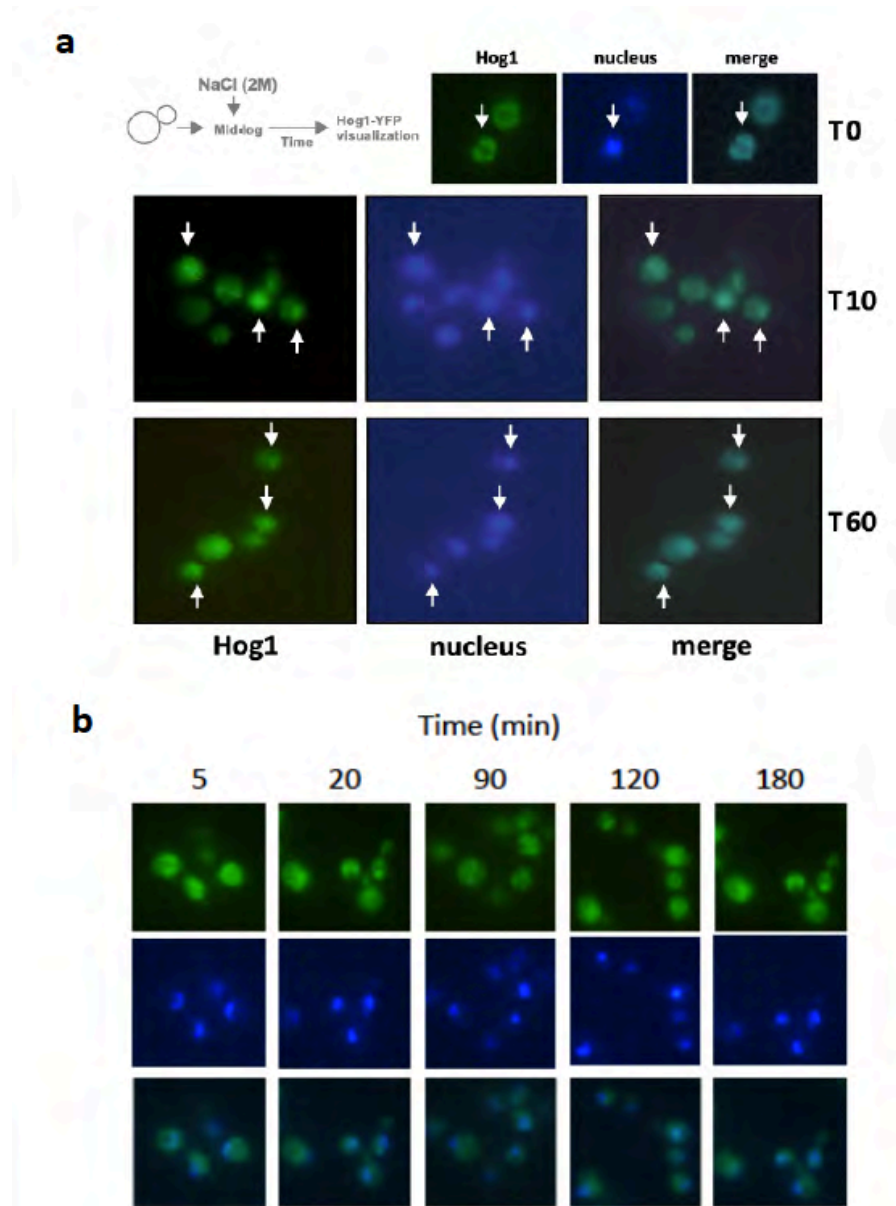 a
NaCl (2M)
Mid-log
Time
Hog1-YFP
visualization
Hog1 nucleus merge
T0
T10
T60
Hog1 nucleus merge
b
Time (min)
5 20 90 120 180